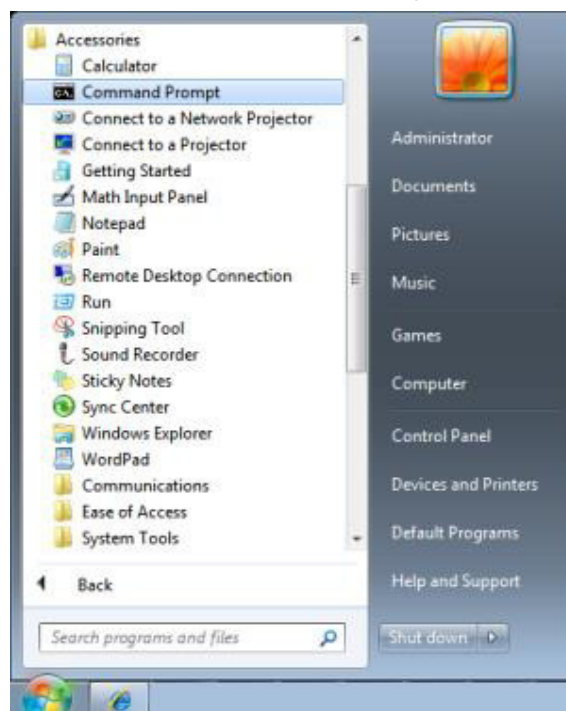 Accessories
Calculator
Command Prompt
Connect to a Network Projector
Connect to a Projector
Getting Started
Math Input Panel
Notepad
Paint
Remote Desktop Connection
Run
Snipping Tool
Sound Recorder
Sticky Notes
Sync Center
Windows Explorer
WordPad
Communications
Ease of Access
System Tools
Back
Search programs and files
Administrator
Documents
Pictures
Music
Games
Computer
Control Panel
Devices and Printers
Default Programs
Help and Support
Shut down